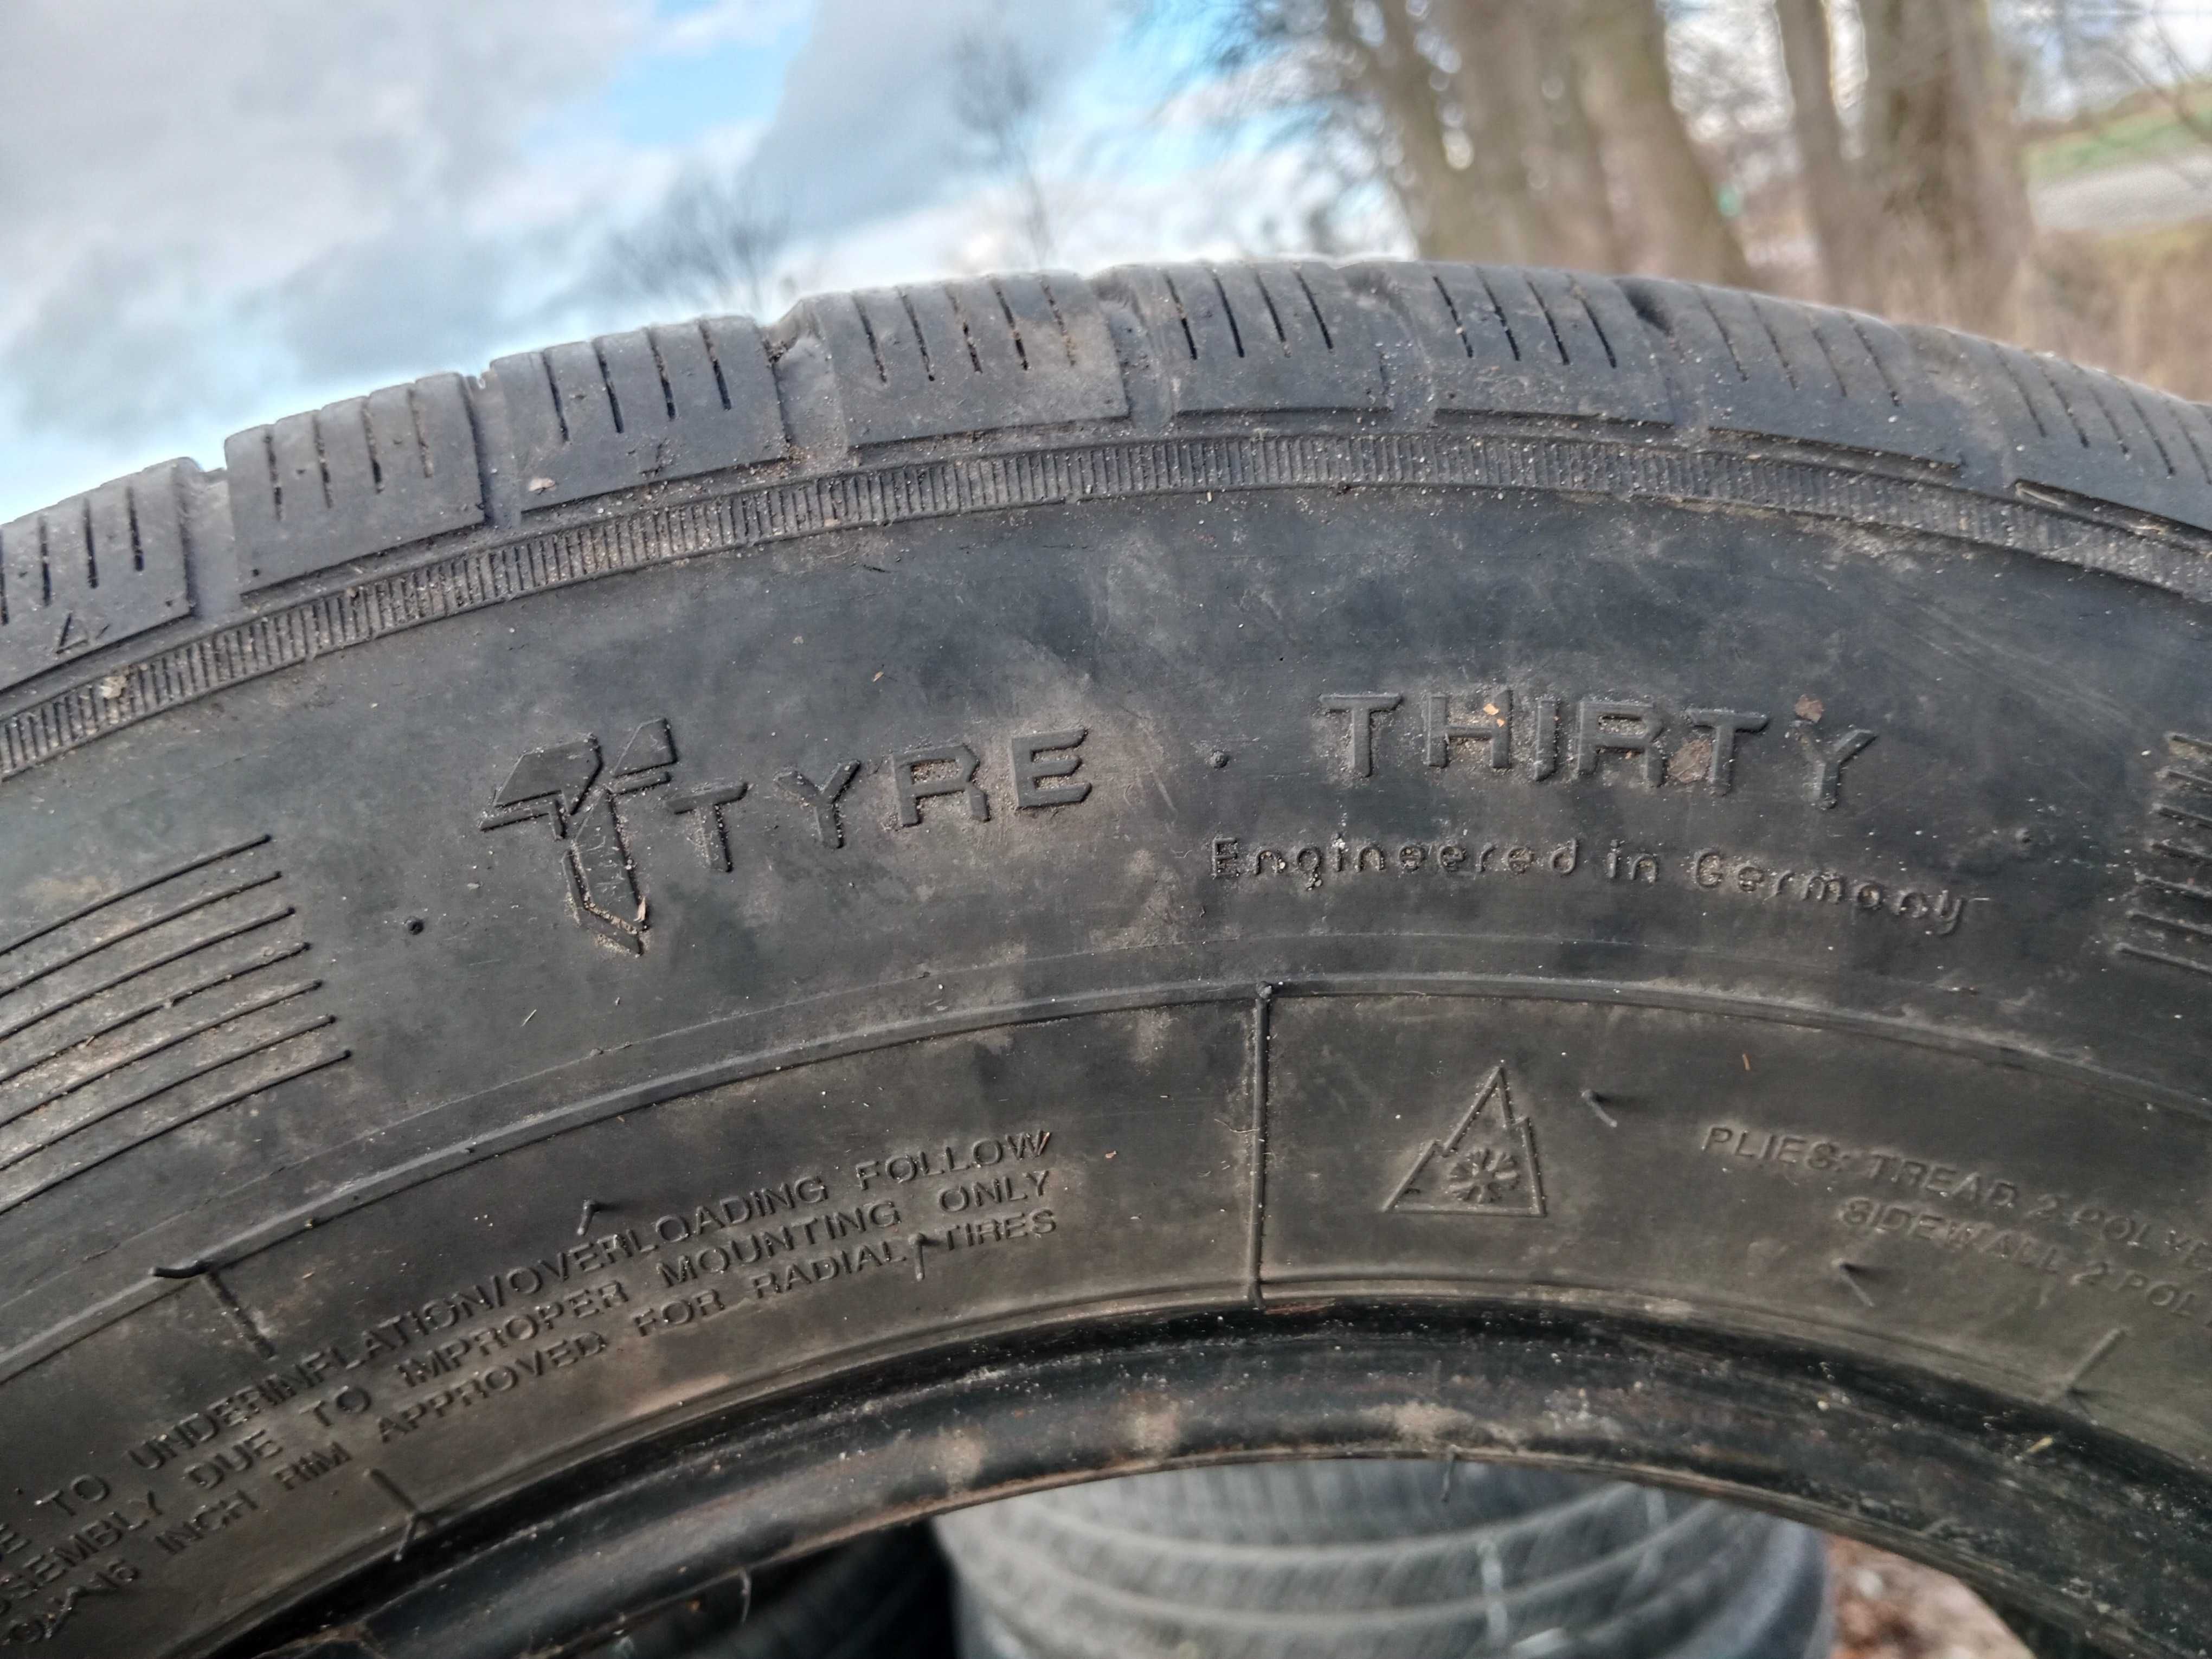 TYRE · THIRTY
Engineered in Germany
TO UNDERINFLATION/OVERLOADING FOLLOW
DUE TO IMPROPER MOUNTING ONLY
16 INCH RIM APPROVED FOR RADIAL TIRES
PLIES: TREAD 2
SIDEWALL 2